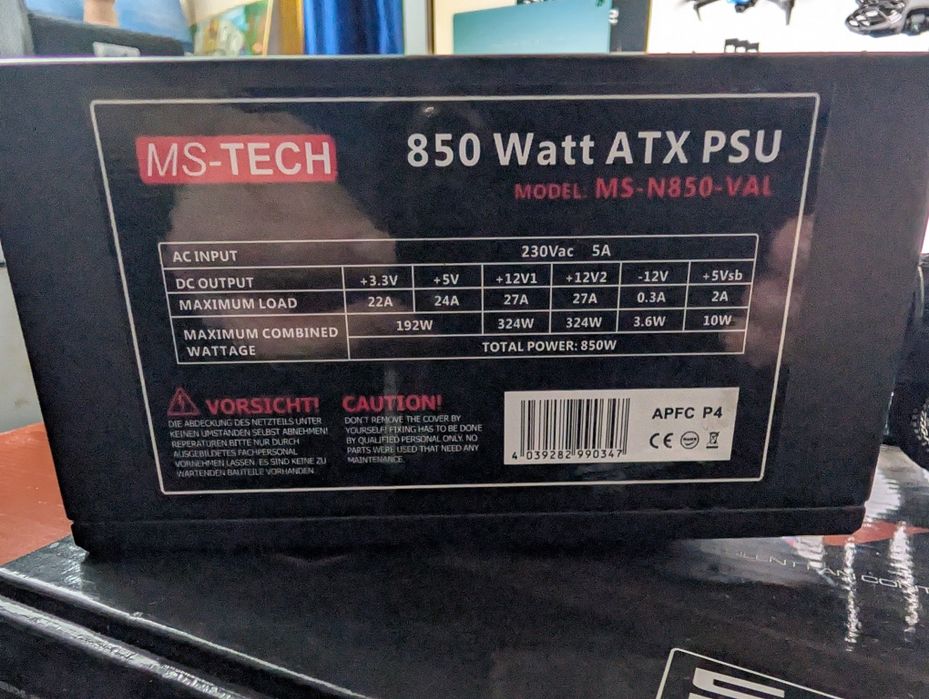 MS-TECH
850 Watt ATX PSU
MODEL: MS-N850-VAL
AC INPUT 230Vac 5A
DC OUTPUT +3.3V +5V +12V1 +12V2 -12V +5Vsb
MAXIMUM LOAD 22A 24A 27A 27A 0.3A 2A
MAXIMUM COMBINED WATTAGE 192W 324W 324W 3.6W 10W
TOTAL POWER: 850W
VORSICHT!
DIE ABDECKUNG DES NETZTEILS UNTER
KEINEN UMSTÄNDEN SELBST ABNEHMEN!
REPERATUREN BITTE NUR DURCH
AUSGEBILDETES FACHPERSONAL
VORNEHMEN LASSEN. ES SIND KEINE ZU
WARTENDEN BAUTEILE VORHANDEN.
CAUTION!
DON'T REMOVE THE COVER BY
YOURSELF! FIXING HAS TO BE DONE
BY QUALIFIED PERSONAL ONLY. NO
PARTS WERE USED THAT NEED ANY
MAINTENANCE.
4 039282 990347
APFC P4
CE